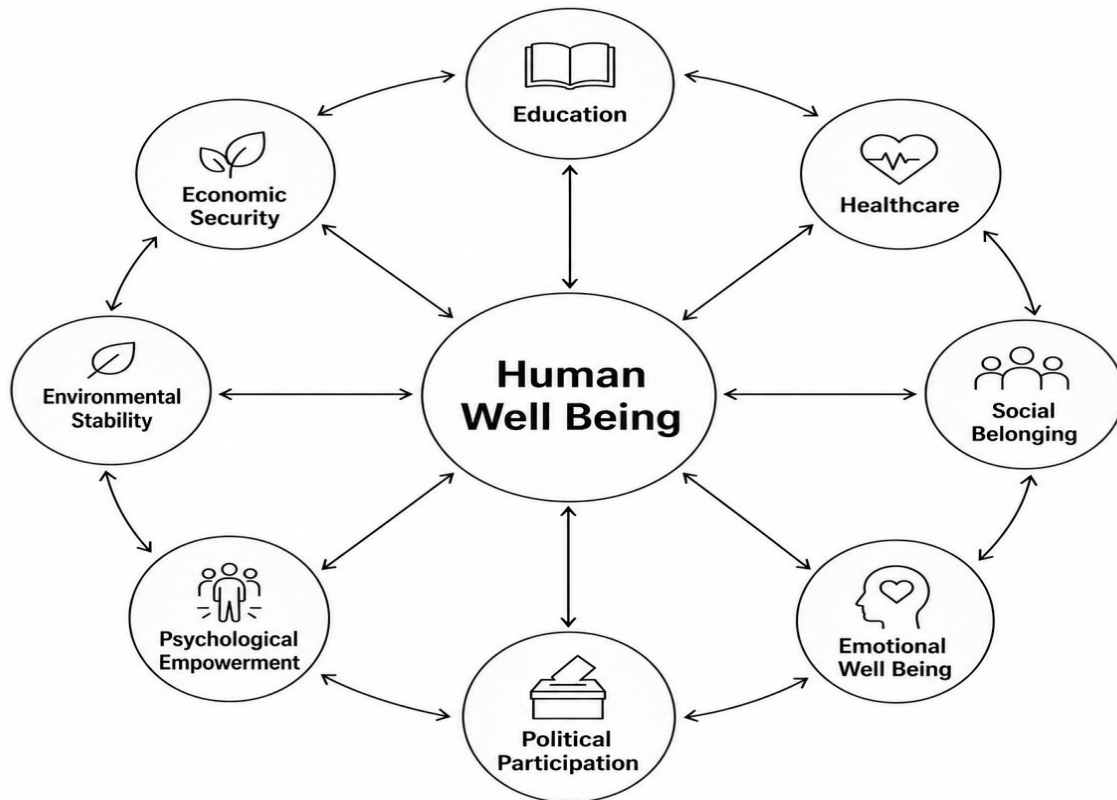 Education
Economic
Security
Healthcare
Human
Well Being
Environmental
Stability
Social
Belonging
Psychological
Empowerment
Emotional
Well Being
Political
Participation